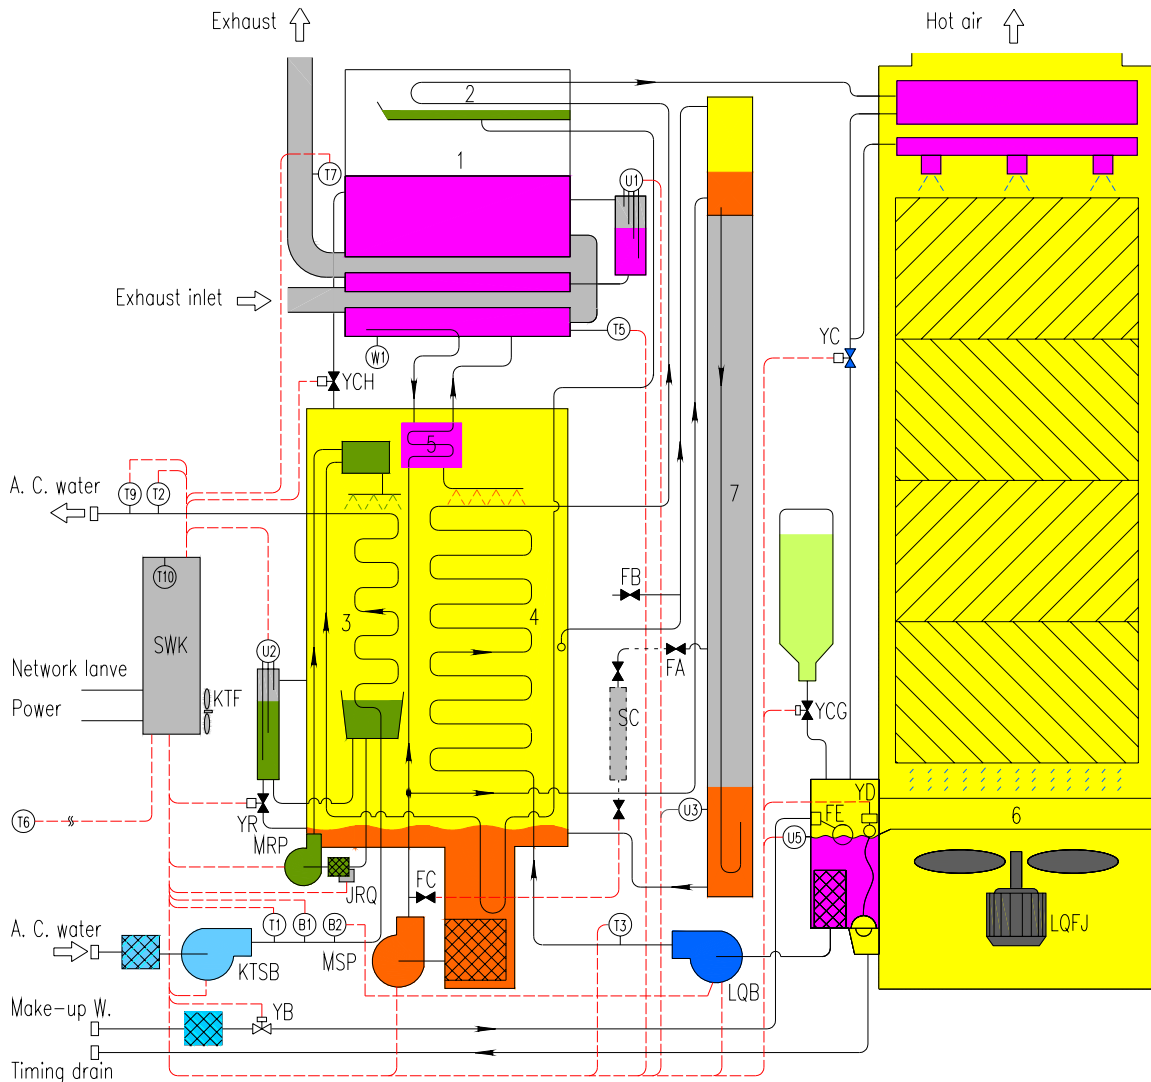 Exhaust
Hot air
2
1
T7
U1
Exhaust inlet
T5
W1
YC
YCH
5
A. C. water
T9
T2
7
T10
FB
SWK
3
4
U2
FA
Network lanve
KTF
Power
SC
YCG
YD
T6
YR
U3
FE
6
MRP
U5
JRQ
FC
A. C. water
T1
B1
B2
T3
LQFJ
KTSB
MSP
LQB
Make-up W.
YB
Timing drain